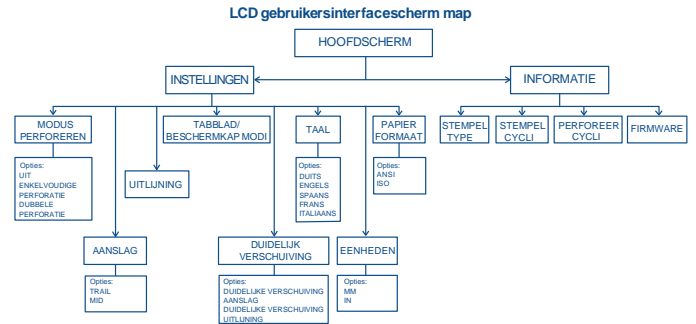 LCD gebruikersinterfacescherm map
HOOFDSCHERM
INSTELLINGEN
INFORMATIE
MODUS
PERFOREREN
TABBLAD/
BESCHERMKAP MODI
TAAL
PAPIER
FORMAAT
STEMPEL
TYPE
STEMPEL
CYCLI
PERFOREER
CYCLI
FIRMWARE
Opties:
UIT
ENKELVOUDIGE
PERFORATIE
DUBBELE
PERFORATIE
UITLIJNING
Opties:
DUITS
ENGELS
SPAANS
FRANS
ITALIAANS
Opties:
ANSI
ISO
AANSLAG
DUIDELIJK
VERSCHUIVING
EENHEDEN
Opties:
TRAIL
MID
Opties:
DUIDELIJKE VERSCHUIVING
AANSLAG
DUIDELIJKE VERSCHUIVING
UITLIJNING
Opties:
MM
IN